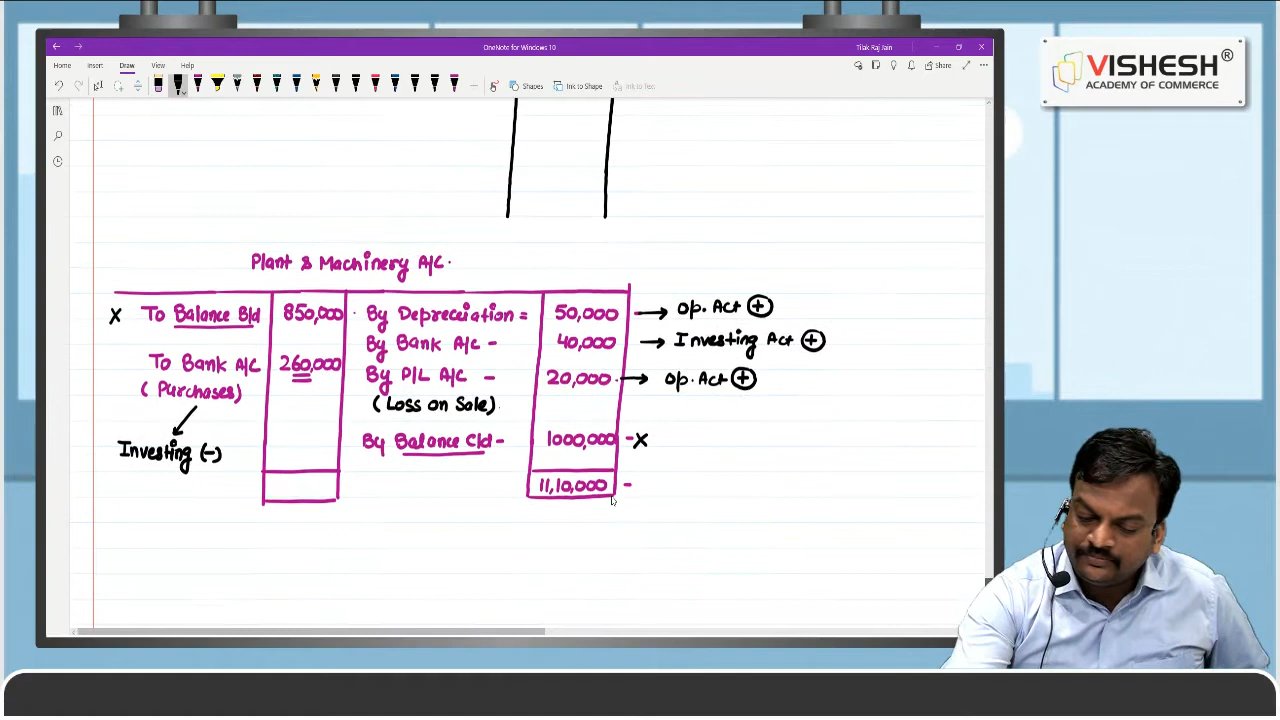 OneNote for Windows 10
Tilak Raj Jain
Home Insert Draw View Help
Share
Shapes Ink to Shape Ink to Text
VISHESH®
ACADEMY OF COMMERCE
Plant & Machinery A/C.
X To Balance B/d 850,000 By Depreciation = 50,000 → Op. Act +
By Bank A/C - 40,000 → Investing Act +
To Bank A/C 260,000 By P/L A/C - 20,000 → Op. Act +
(Purchases) (Loss on Sale)
Investing (-) By Balance C/d - 1000,000 - X
11,10,000 -